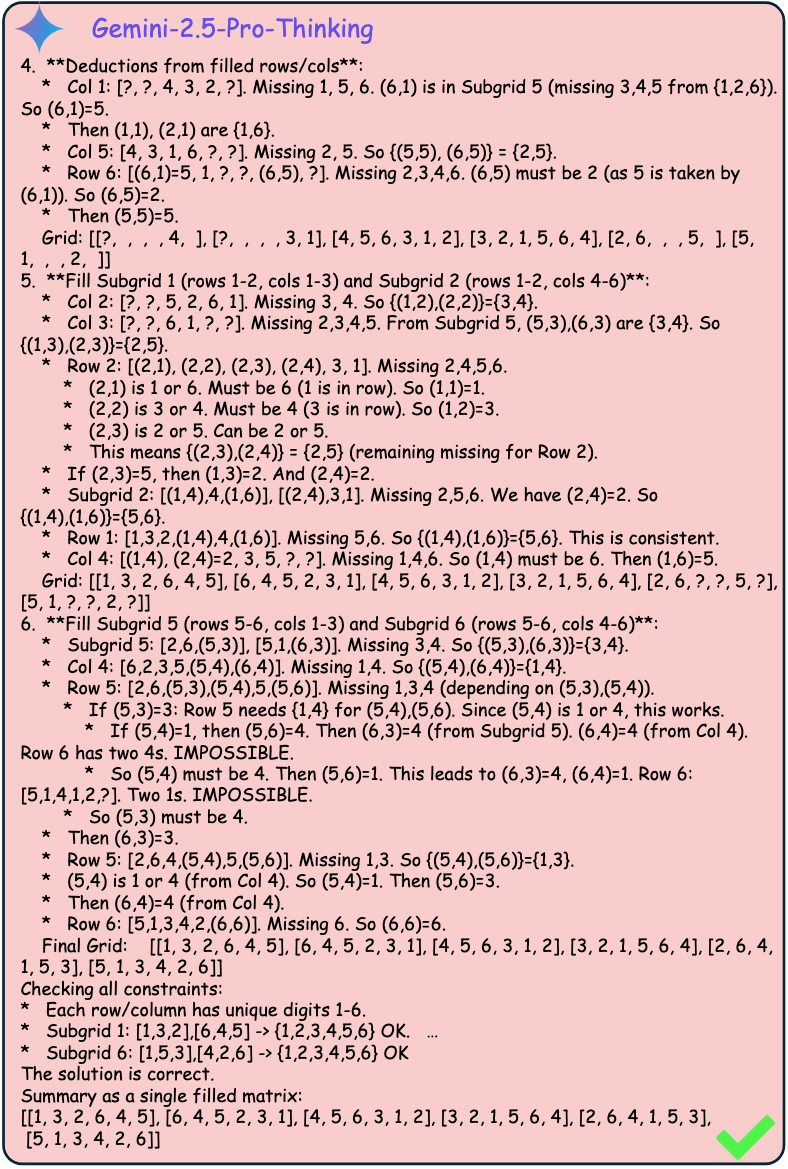 Gemini-2.5-Pro-Thinking
4. **Deductions from filled rows/cols**:
* Col 1: [?, ?, 4, 3, 2, ?]. Missing 1, 5, 6. (6,1) is in Subgrid 5 (missing 3,4,5 from {1,2,6}).
So (6,1)=5.
* Then (1,1), (2,1) are {1,6}.
* Col 5: [4, 3, 1, 6, ?, ?]. Missing 2, 5. So {(5,5), (6,5)} = {2,5}.
* Row 6: [(6,1)=5, 1, ?, ?, (6,5), ?]. Missing 2,3,4,6. (6,5) must be 2 (as 5 is taken by
(6,1)). So (6,5)=2.
* Then (5,5)=5.
Grid: [[?, , , , 4, ], [?, , , , 3, 1], [4, 5, 6, 3, 1, 2], [3, 2, 1, 5, 6, 4], [2, 6, , , 5, ], [5,
1, , , 2, ]]
5. **Fill Subgrid 1 (rows 1-2, cols 1-3) and Subgrid 2 (rows 1-2, cols 4-6)**:
* Col 2: [?, ?, 5, 2, 6, 1]. Missing 3, 4. So {(1,2),(2,2)}={3,4}.
* Col 3: [?, ?, 6, 1, ?, ?]. Missing 2,3,4,5. From Subgrid 5, (5,3),(6,3) are {3,4}. So
{(1,3),(2,3)}={2,5}.
* Row 2: [(2,1), (2,2), (2,3), (2,4), 3, 1]. Missing 2,4,5,6.
* (2,1) is 1 or 6. Must be 6 (1 is in row). So (1,1)=1.
* (2,2) is 3 or 4. Must be 4 (3 is in row). So (1,2)=3.
* (2,3) is 2 or 5. Can be 2 or 5.
* This means {(2,3),(2,4)} = {2,5} (remaining missing for Row 2).
* If (2,3)=5, then (1,3)=2. And (2,4)=2.
* Subgrid 2: [(1,4),4,(1,6)], [(2,4),3,1]. Missing 2,5,6. We have (2,4)=2. So
{(1,4),(1,6)}={5,6}.
* Row 1: [1,3,2,(1,4),4,(1,6)]. Missing 5,6. So {(1,4),(1,6)}={5,6}. This is consistent.
* Col 4: [(1,4), (2,4)=2, 3, 5, ?, ?]. Missing 1,4,6. So (1,4) must be 6. Then (1,6)=5.
Grid: [[1, 3, 2, 6, 4, 5], [6, 4, 5, 2, 3, 1], [4, 5, 6, 3, 1, 2], [3, 2, 1, 5, 6, 4], [2, 6, ?, ?, 5, ?],
[5, 1, ?, ?, 2, ?]]
6. **Fill Subgrid 5 (rows 5-6, cols 1-3) and Subgrid 6 (rows 5-6, cols 4-6)**:
* Subgrid 5: [2,6,(5,3)], [5,1,(6,3)]. Missing 3,4. So {(5,3),(6,3)}={3,4}.
* Col 4: [6,2,3,5,(5,4),(6,4)]. Missing 1,4. So {(5,4),(6,4)}={1,4}.
* Row 5: [2,6,(5,3),(5,4),5,(5,6)]. Missing 1,3,4 (depending on (5,3),(5,4)).
* If (5,3)=3: Row 5 needs {1,4} for (5,4),(5,6). Since (5,4) is 1 or 4, this works.
* If (5,4)=1, then (5,6)=4. Then (6,3)=4 (from Subgrid 5). (6,4)=4 (from Col 4).
Row 6 has two 4s. IMPOSSIBLE.
* So (5,4) must be 4. Then (5,6)=1. This leads to (6,3)=4, (6,4)=1. Row 6:
[5,1,4,1,2,?]. Two 1s. IMPOSSIBLE.
* So (5,3) must be 4.
* Then (6,3)=3.
* Row 5: [2,6,4,(5,4),5,(5,6)]. Missing 1,3. So {(5,4),(5,6)}={1,3}.
* (5,4) is 1 or 4 (from Col 4). So (5,4)=1. Then (5,6)=3.
* Then (6,4)=4 (from Col 4).
* Row 6: [5,1,3,4,2,(6,6)]. Missing 6. So (6,6)=6.
Final Grid: [[1, 3, 2, 6, 4, 5], [6, 4, 5, 2, 3, 1], [4, 5, 6, 3, 1, 2], [3, 2, 1, 5, 6, 4], [2, 6, 4,
1, 5, 3], [5, 1, 3, 4, 2, 6]]
Checking all constraints:
* Each row/column has unique digits 1-6.
* Subgrid 1: [1,3,2],[6,4,5] -> {1,2,3,4,5,6} OK. ...
* Subgrid 6: [1,5,3],[4,2,6] -> {1,2,3,4,5,6} OK
The solution is correct.
Summary as a single filled matrix:
[[1, 3, 2, 6, 4, 5], [6, 4, 5, 2, 3, 1], [4, 5, 6, 3, 1, 2], [3, 2, 1, 5, 6, 4], [2, 6, 4, 1, 5, 3],
[5, 1, 3, 4, 2, 6]]